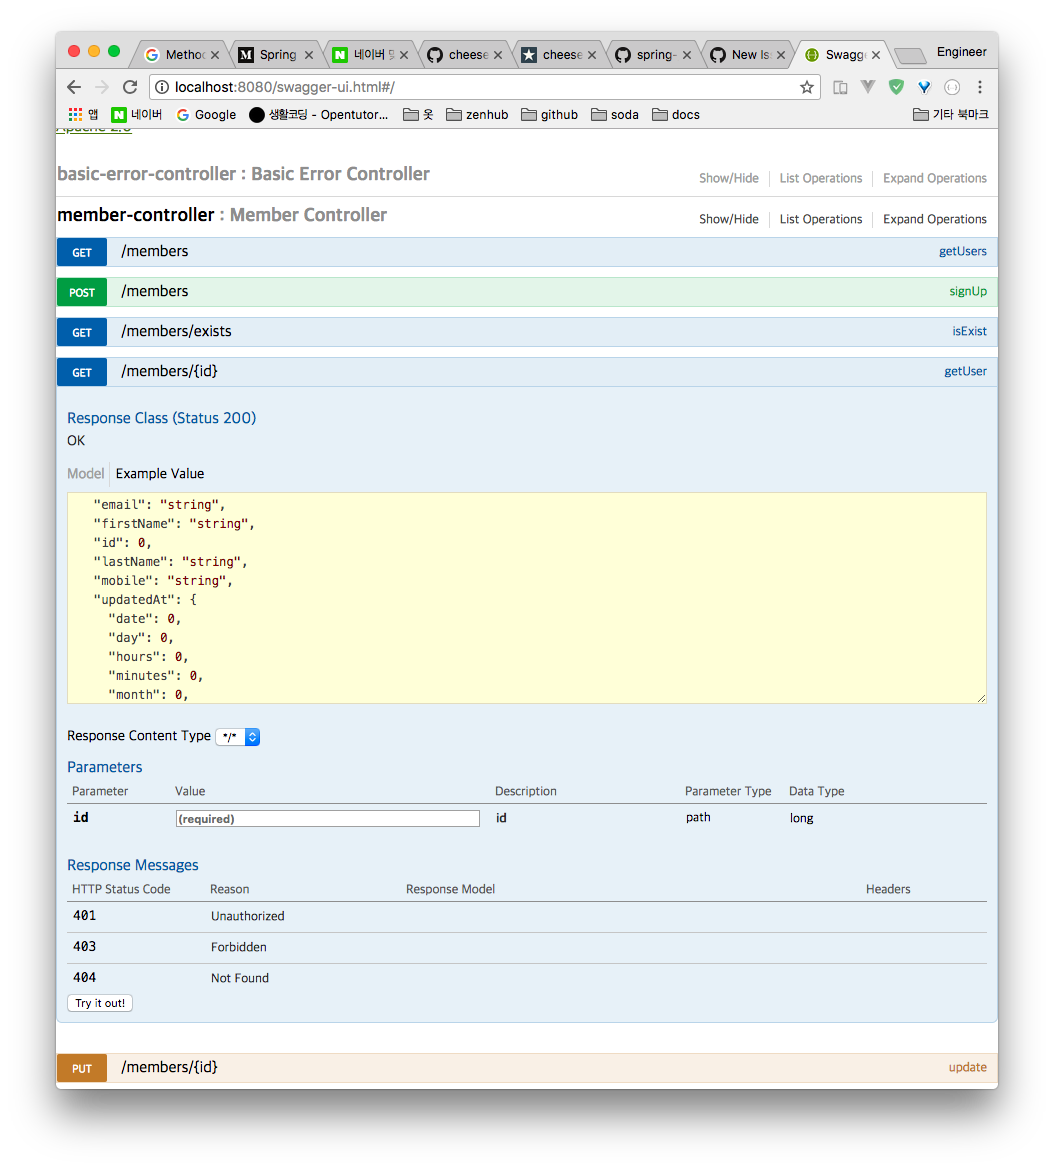 Metho
Spring
네이버 및
cheese
cheese
spring-
New Is
Swagge
Engineer
localhost:8080/swagger-ui.html#/
앱
네이버
Google
생활코딩 - Opentutor...
옷
zenhub
github
soda
docs
기타 북마크
Apache 2.0
basic-error-controller : Basic Error Controller
Show/Hide
List Operations
Expand Operations
member-controller : Member Controller
Show/Hide
List Operations
Expand Operations
GET /members getUsers
POST /members signUp
GET /members/exists isExist
GET /members/{id} getUser
Response Class (Status 200)
OK
Model Example Value
"email": "string",
"firstName": "string",
"id": 0,
"lastName": "string",
"mobile": "string",
"updatedAt": {
"date": 0,
"day": 0,
"hours": 0,
"minutes": 0,
"month": 0,
Response Content Type */*
Parameters
Parameter Value Description Parameter Type Data Type
id (required) id path long
Response Messages
HTTP Status Code Reason Response Model Headers
401 Unauthorized
403 Forbidden
404 Not Found
Try it out!
PUT /members/{id} update